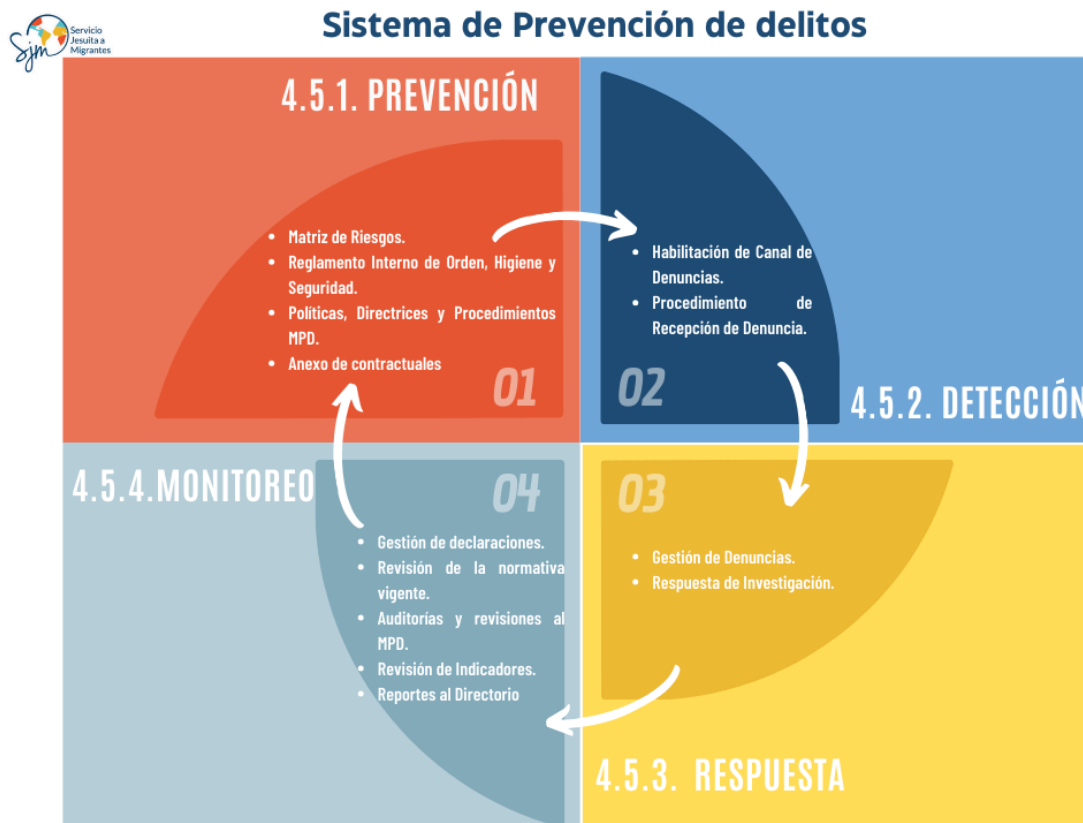 Sjm
Servicio
Jesuita a
Migrantes
Sistema de Prevención de delitos
4.5.1. PREVENCIÓN
• Matriz de Riesgos.
• Reglamento Interno de Orden, Higiene y
Seguridad.
• Políticas, Directrices y Procedimientos
MPD.
• Anexo de contractuales
01
• Habilitación de Canal de
Denuncias.
• Procedimiento de
Recepción de Denuncia.
02
4.5.2. DETECCIÓN
4.5.4.MONITOREO
04
• Gestión de declaraciones.
• Revisión de la normativa
vigente.
• Auditorías y revisiones al
MPD.
• Revisión de Indicadores.
• Reportes al Directorio
03
• Gestión de Denuncias.
• Respuesta de Investigación.
4.5.3. RESPUESTA